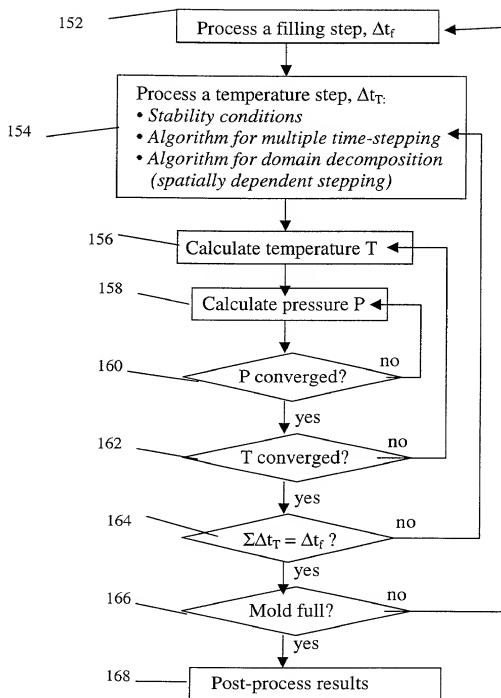 152
Process a filling step, Δt_f
Process a temperature step, Δt_T:
• Stability conditions
154
• Algorithm for multiple time-stepping
• Algorithm for domain decomposition
(spatially dependent stepping)
156
Calculate temperature T
158
Calculate pressure P
no
160
P converged?
yes
162
no
T converged?
yes
164
no
ΣΔt_T = Δt_f ?
yes
166
no
Mold full?
yes
168
Post-process results